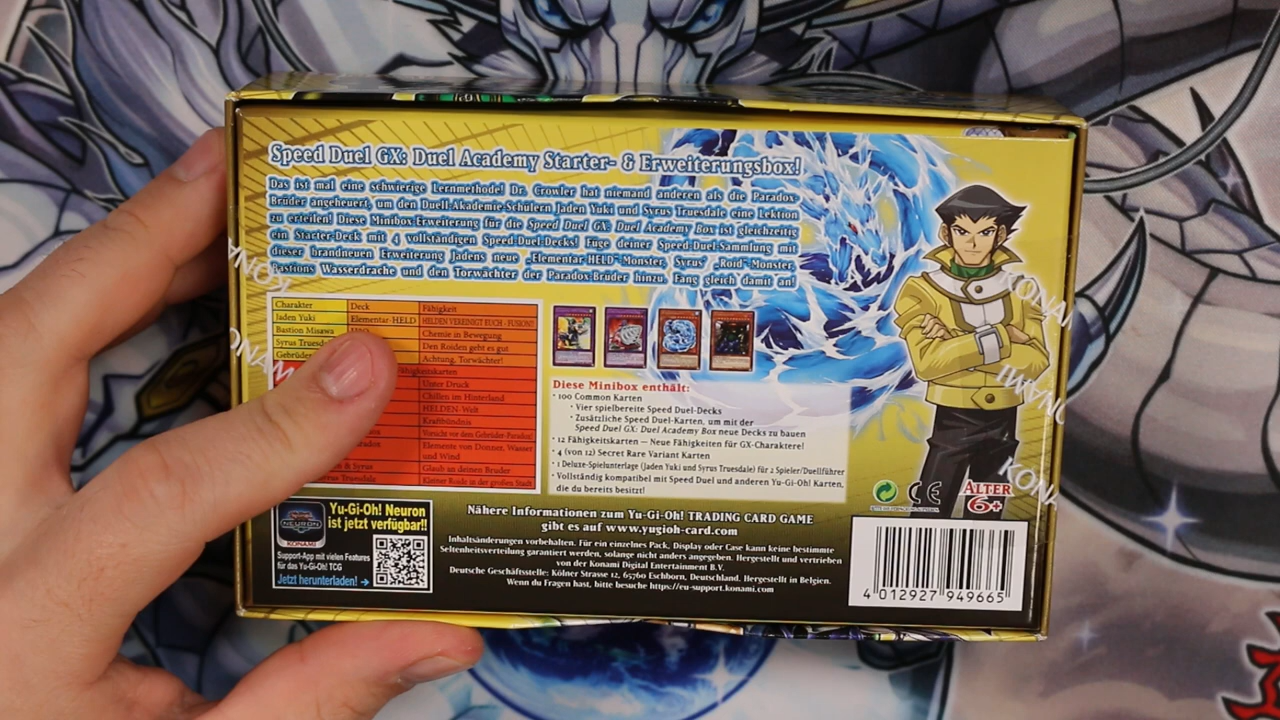 Speed Duel GX: Duel Academy Starter- & Erweiterungsbox!
Das ist mal eine schwierige Lernmethode! Dr. Crowler hat niemand anderen als die Paradox-
Brüder angeheuert, um den Duell-Akademie-Schülern Jaden Yuki und Syrus Truesdale eine Lektion
zu erteilen! Diese Minibox-Erweiterung für die Speed Duel GX: Duel Academy Box ist gleichzeitig
ein Starter-Deck mit 4 vollständigen Speed-Duel-Decks! Füge deiner Speed-Duel-Sammlung mit
dieser brandneuen Erweiterung Jadens neue „Elementar-HELD“-Monster, Syrus' „Roid“-Monster,
Bastions Wasserdrache und den Torwächter der Paradox-Brüder hinzu. Fang gleich damit an!
Charakter Deck Fähigkeit
Jaden Yuki Elementar-HELD HELDEN VEREINIGT EUCH - FUSION!
Bastion Misawa Chemie in Bewegung
Syrus Den Roiden geht es gut
Gebrüder Achtung, Torwächter!
Fähigkeitskarten
Unter Druck
Chillen im Hinterland
HELDEN-Welt
Kraftbündnis
Vorsicht vor dem Gebrüder-Paradox!
Elemente von Donner, Wasser
und Wind
& Syrus Glaub an deinen Bruder
Syrus Truesdale Kleiner Roide in der großen Stadt
Diese Minibox enthält:
• 100 Common Karten
• Vier spielbereite Speed Duel-Decks
• Zusätzliche Speed Duel-Karten, um mit der
Speed Duel GX: Duel Academy Box neue Decks zu bauen
• 12 Fähigkeitskarten — Neue Fähigkeiten für GX-Charaktere!
• 4 (von 12) Secret Rare Variant Karten
• 1 Deluxe-Spielunterlage (Jaden Yuki und Syrus Truesdale) für 2 Spieler/Duellführer
• Vollständig kompatibel mit Speed Duel und anderen Yu-Gi-Oh! Karten,
die du bereits besitzt!
CE
ALTER
6+
NEURON
KONAMI
Yu-Gi-Oh! Neuron
ist jetzt verfügbar!!
Support-App mit vielen Features
für das Yu-Gi-Oh! TCG
Jetzt herunterladen! →
Nähere Informationen zum Yu-Gi-Oh! TRADING CARD GAME
gibt es auf www.yugioh-card.com
Inhaltsänderungen vorbehalten. Für ein einzelnes Pack, Display oder Case kann keine bestimmte
Seltenheitsverteilung garantiert werden, solange nicht anders angegeben. Hergestellt und vertrieben
von der Konami Digital Entertainment B.V.
Deutsche Geschäftsstelle: Kölner Strasse 12, 65760 Eschborn, Deutschland. Hergestellt in Belgien.
Wenn du Fragen hast, bitte besuche https://eu-support.konami.com
4 012927 949665
KONAMI
KONAMI